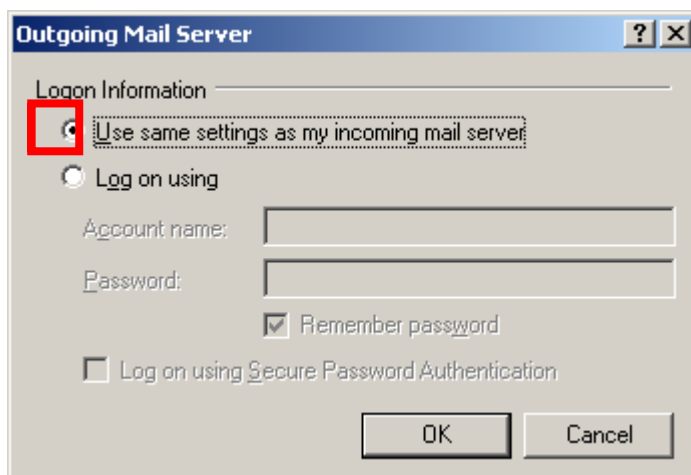 Outgoing Mail Server
Logon Information
Use same settings as my incoming mail server
Log on using
Account name:
Password:
Remember password
Log on using Secure Password Authentication
OK Cancel